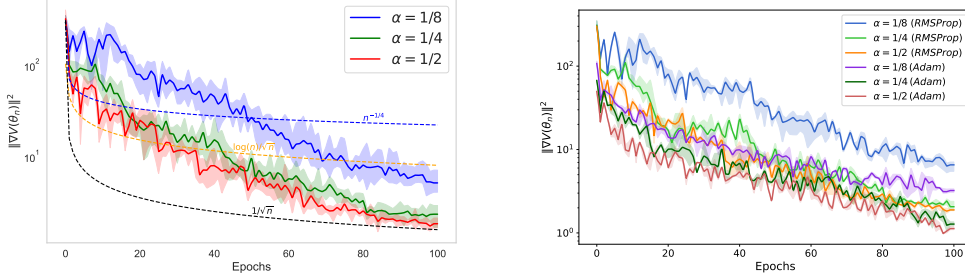 α = 1/8
α = 1/4
α = 1/2
10²
10¹
‖∇V(θₙ)‖²
n⁻¹/⁴
log(n)/√n
1/√n
0 20 40 60 80 100
Epochs
α = 1/8 (RMSProp)
α = 1/4 (RMSProp)
α = 1/2 (RMSProp)
α = 1/8 (Adam)
α = 1/4 (Adam)
α = 1/2 (Adam)
10²
10¹
10⁰
‖∇V(θₙ)‖²
0 20 40 60 80 100
Epochs